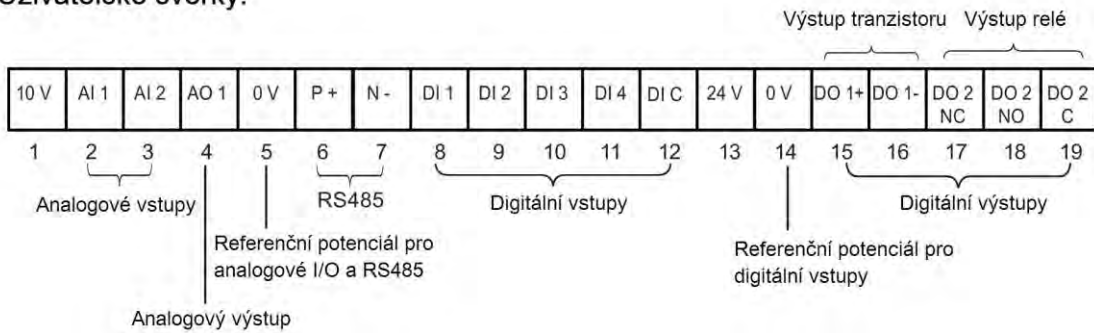 Uživatelské svorky:
Výstup tranzistoru Výstup relé
10 V AI 1 AI 2 AO 1 0 V P + N - DI 1 DI 2 DI 3 DI 4 DI C 24 V 0 V DO 1+ DO 1- DO 2 NC DO 2 NO DO 2 C
1 2 3 4 5 6 7 8 9 10 11 12 13 14 15 16 17 18 19
Analogové vstupy RS485 Digitální vstupy Digitální výstupy
Referenční potenciál pro
analogové I/O a RS485
Referenční potenciál pro
digitální vstupy
Analogový výstup